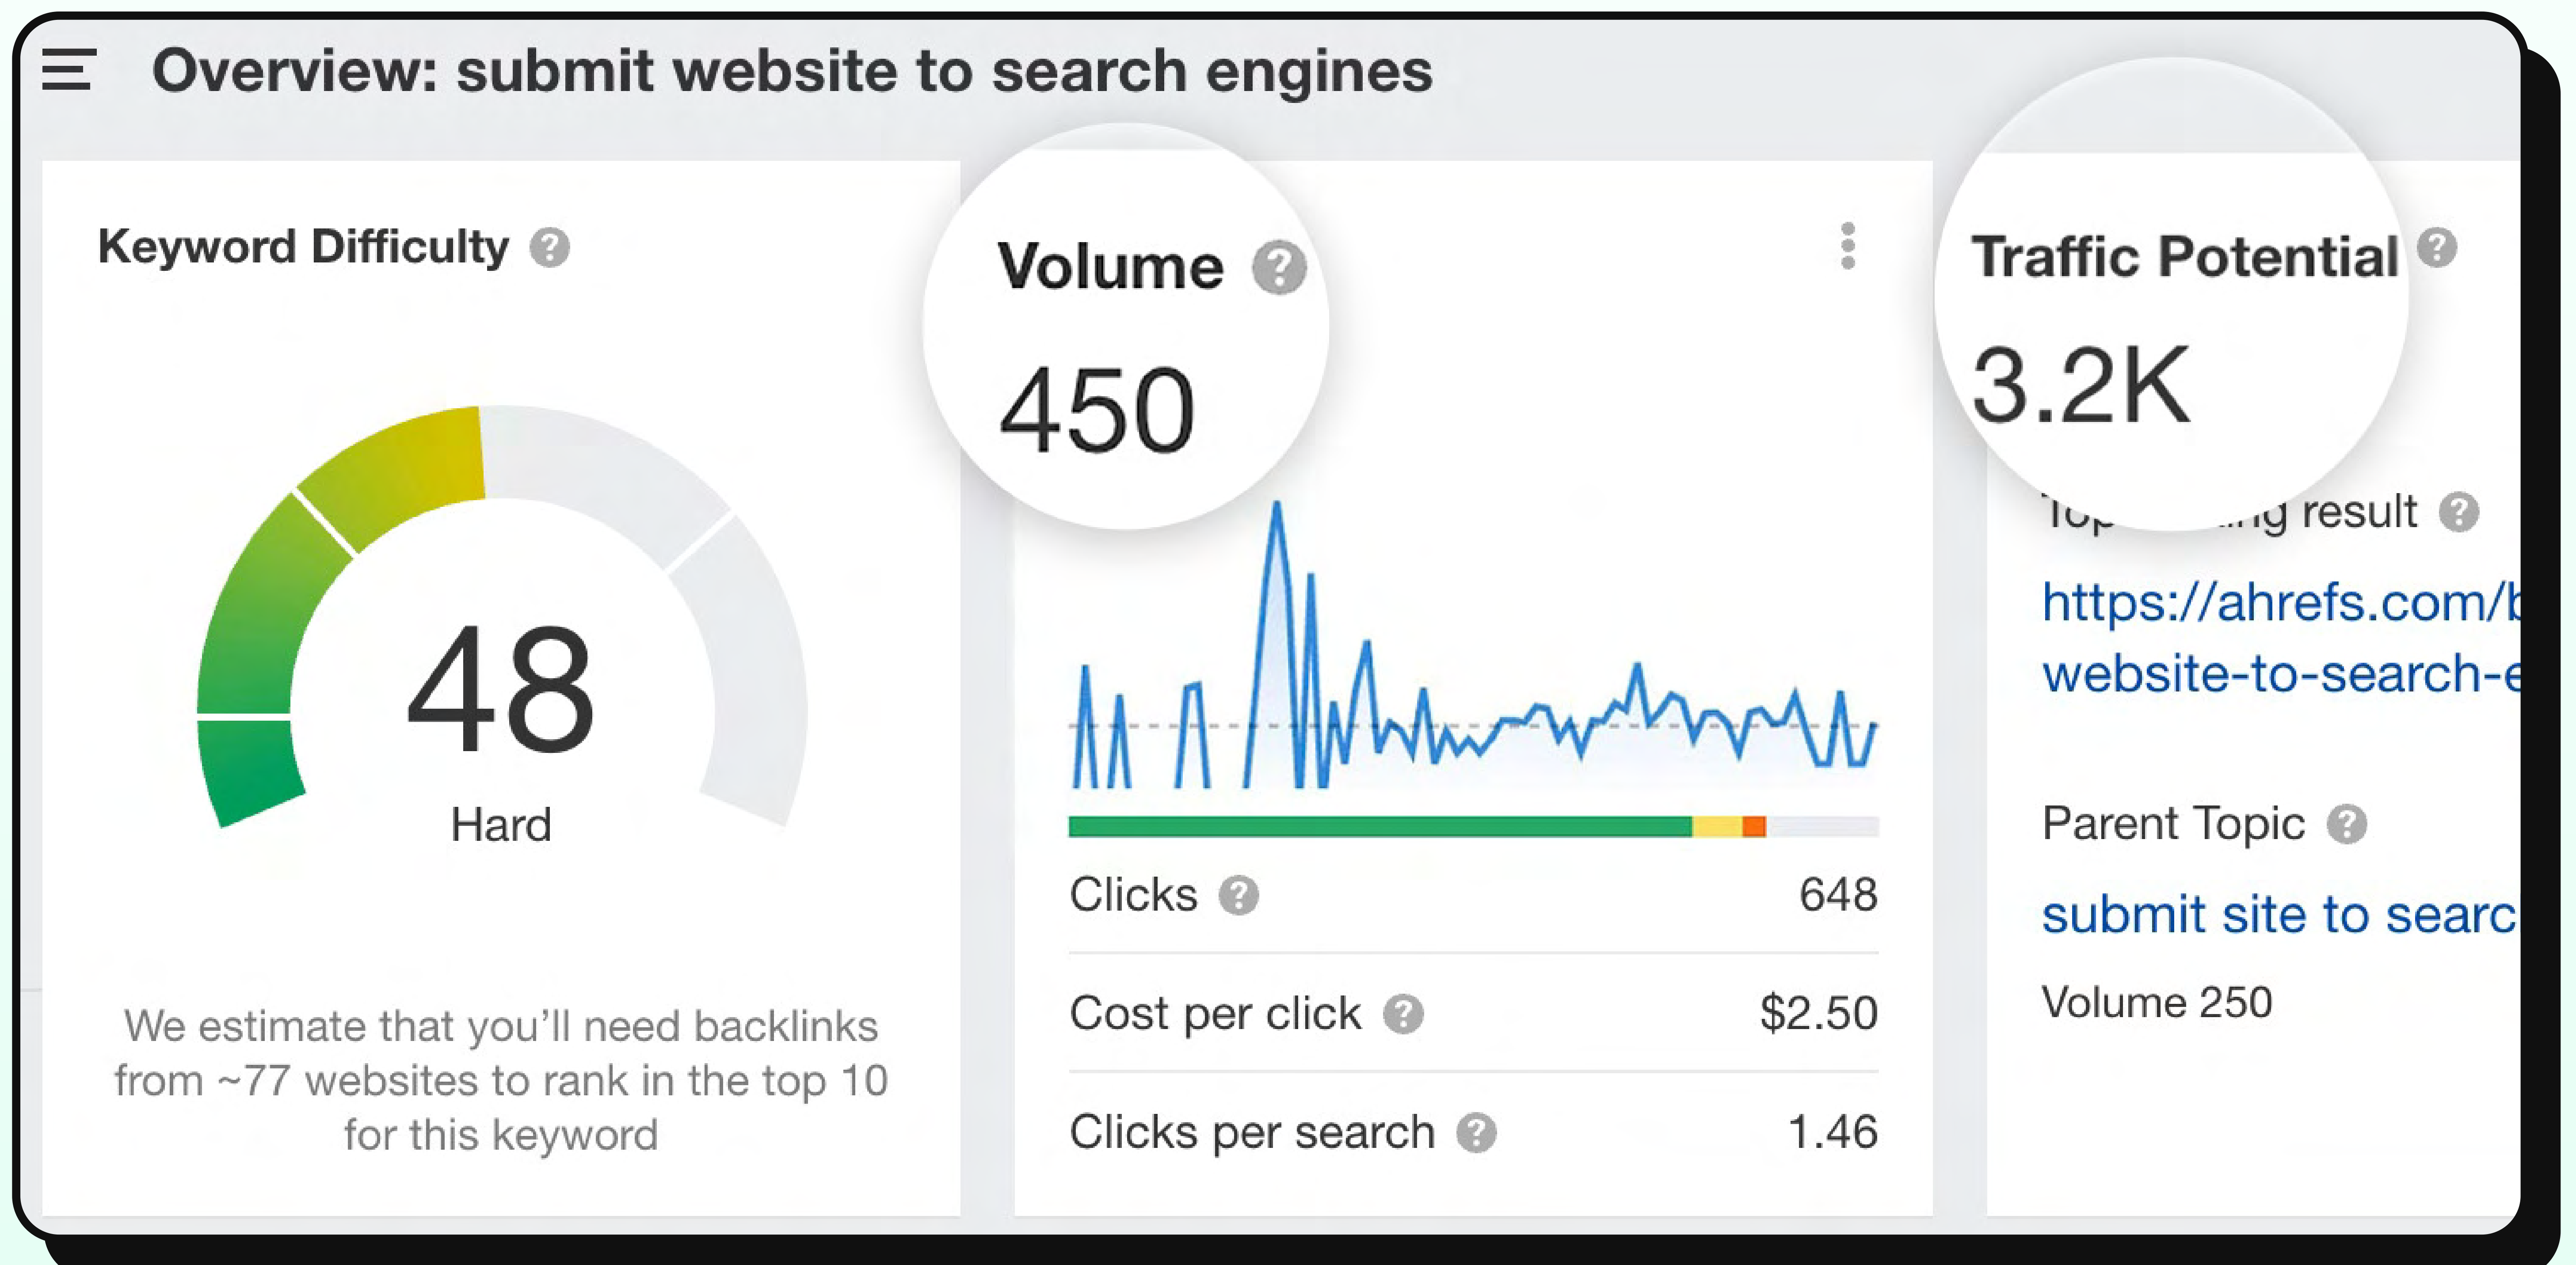 Overview: submit website to search engines
Keyword Difficulty ?
48
Hard
We estimate that you’ll need backlinks
from ~77 websites to rank in the top 10
for this keyword
Volume ?
450
Clicks ? 648
Cost per click ? $2.50
Clicks per search ? 1.46
Traffic Potential ?
3.2K
result ?
https://ahrefs.com/
website-to-search-
Parent Topic ?
submit site to
Volume 250